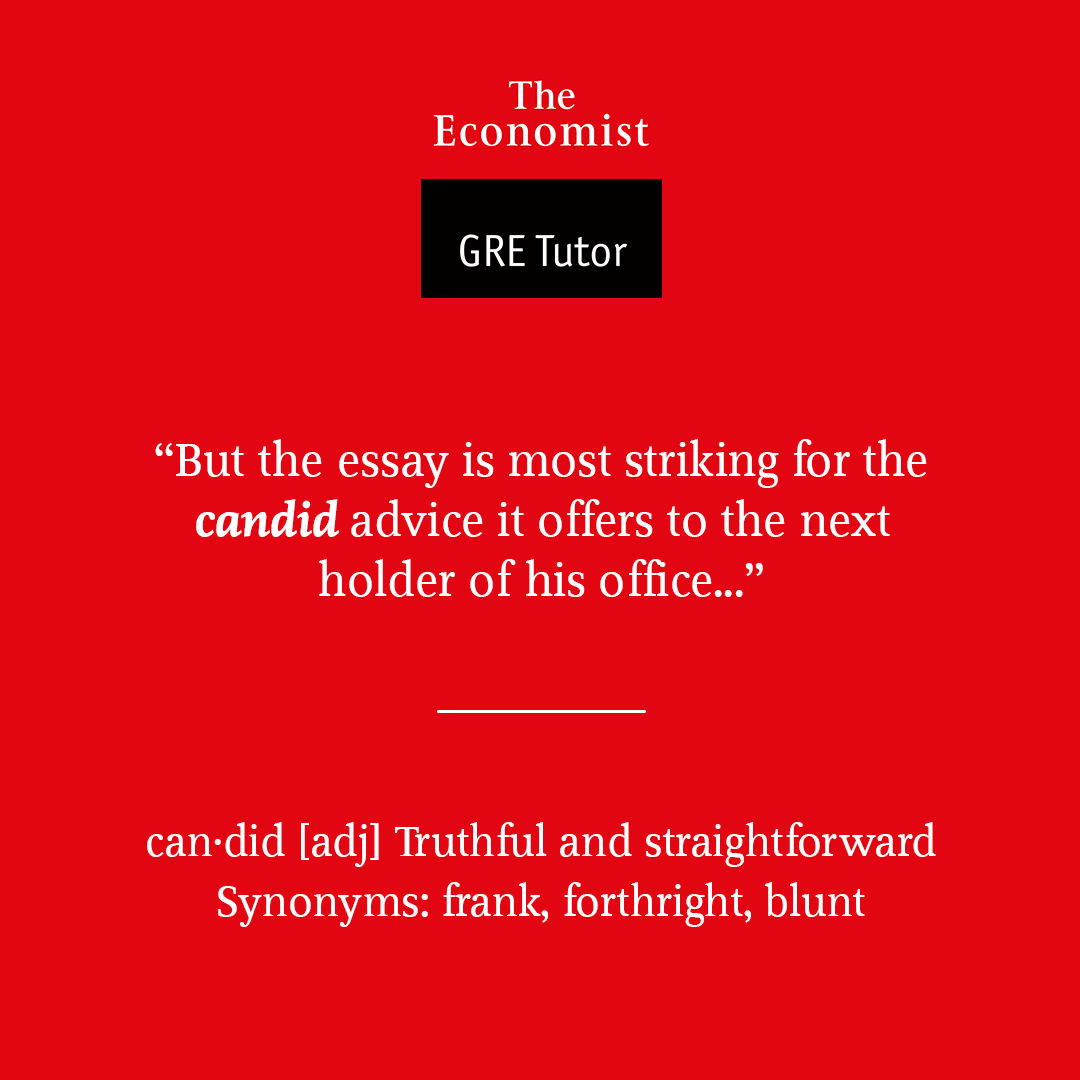 The
Economist
GRE Tutor
“But the essay is most striking for the
candid advice it offers to the next
holder of his office...”
can·did [adj] Truthful and straightforward
Synonyms: frank, forthright, blunt